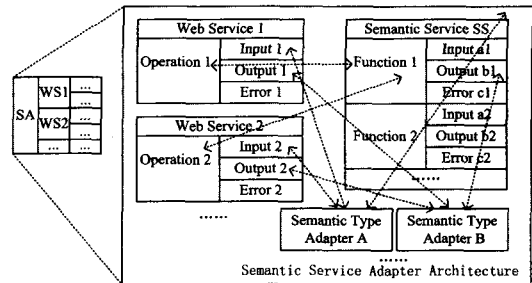 Web Service 1
Operation 1
Input 1
Output 1
Error 1
Web Service 2
Operation 2
Input 2
Output 2
Error 2
......
Semantic Service SS
Function 1
Input a1
Output b1
Error c1
Function 2
Input a2
Output b2
Error c2
......
SA
WS1
...
...
WS2
...
...
...
...
Semantic Type
Adapter A
Semantic Type
Adapter B
......
Semantic Service Adapter Architecture